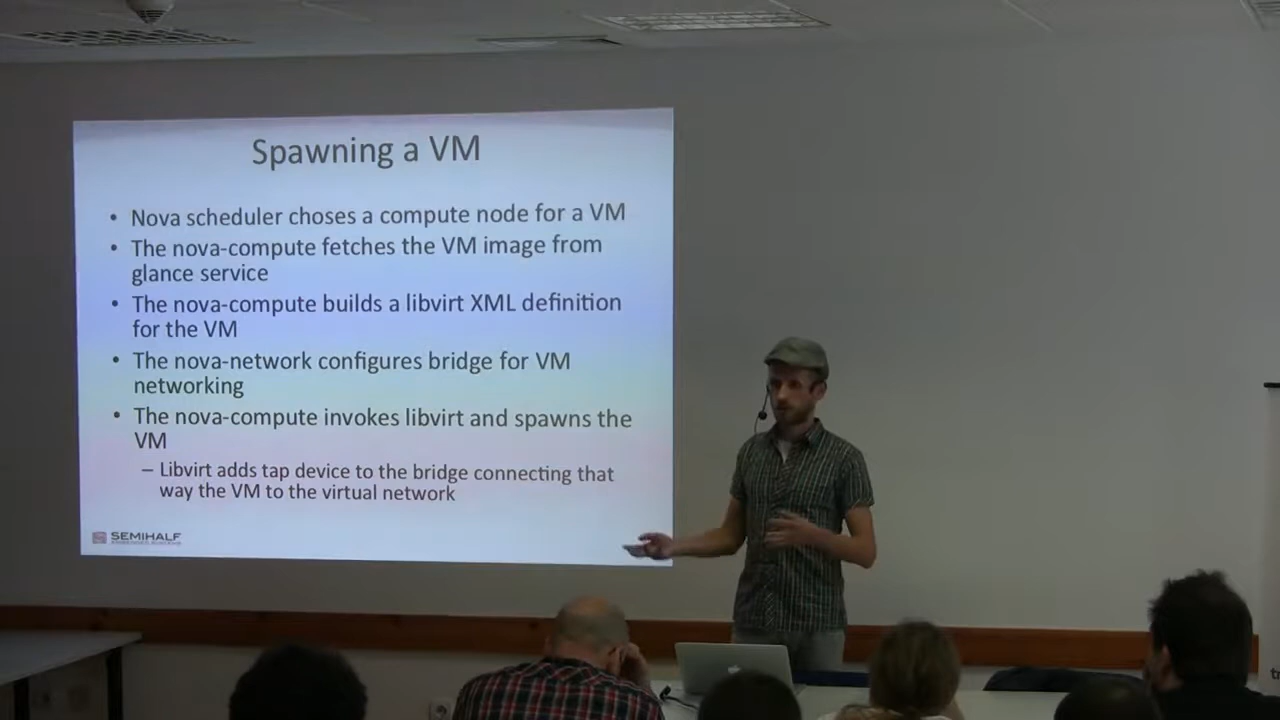 Spawning a VM
• Nova scheduler choses a compute node for a VM
• The nova-compute fetches the VM image from
glance service
• The nova-compute builds a libvirt XML definition
for the VM
• The nova-network configures bridge for VM
networking
• The nova-compute invokes libvirt and spawns the
VM
– Libvirt adds tap device to the bridge connecting that
way the VM to the virtual network
SEMIHALF